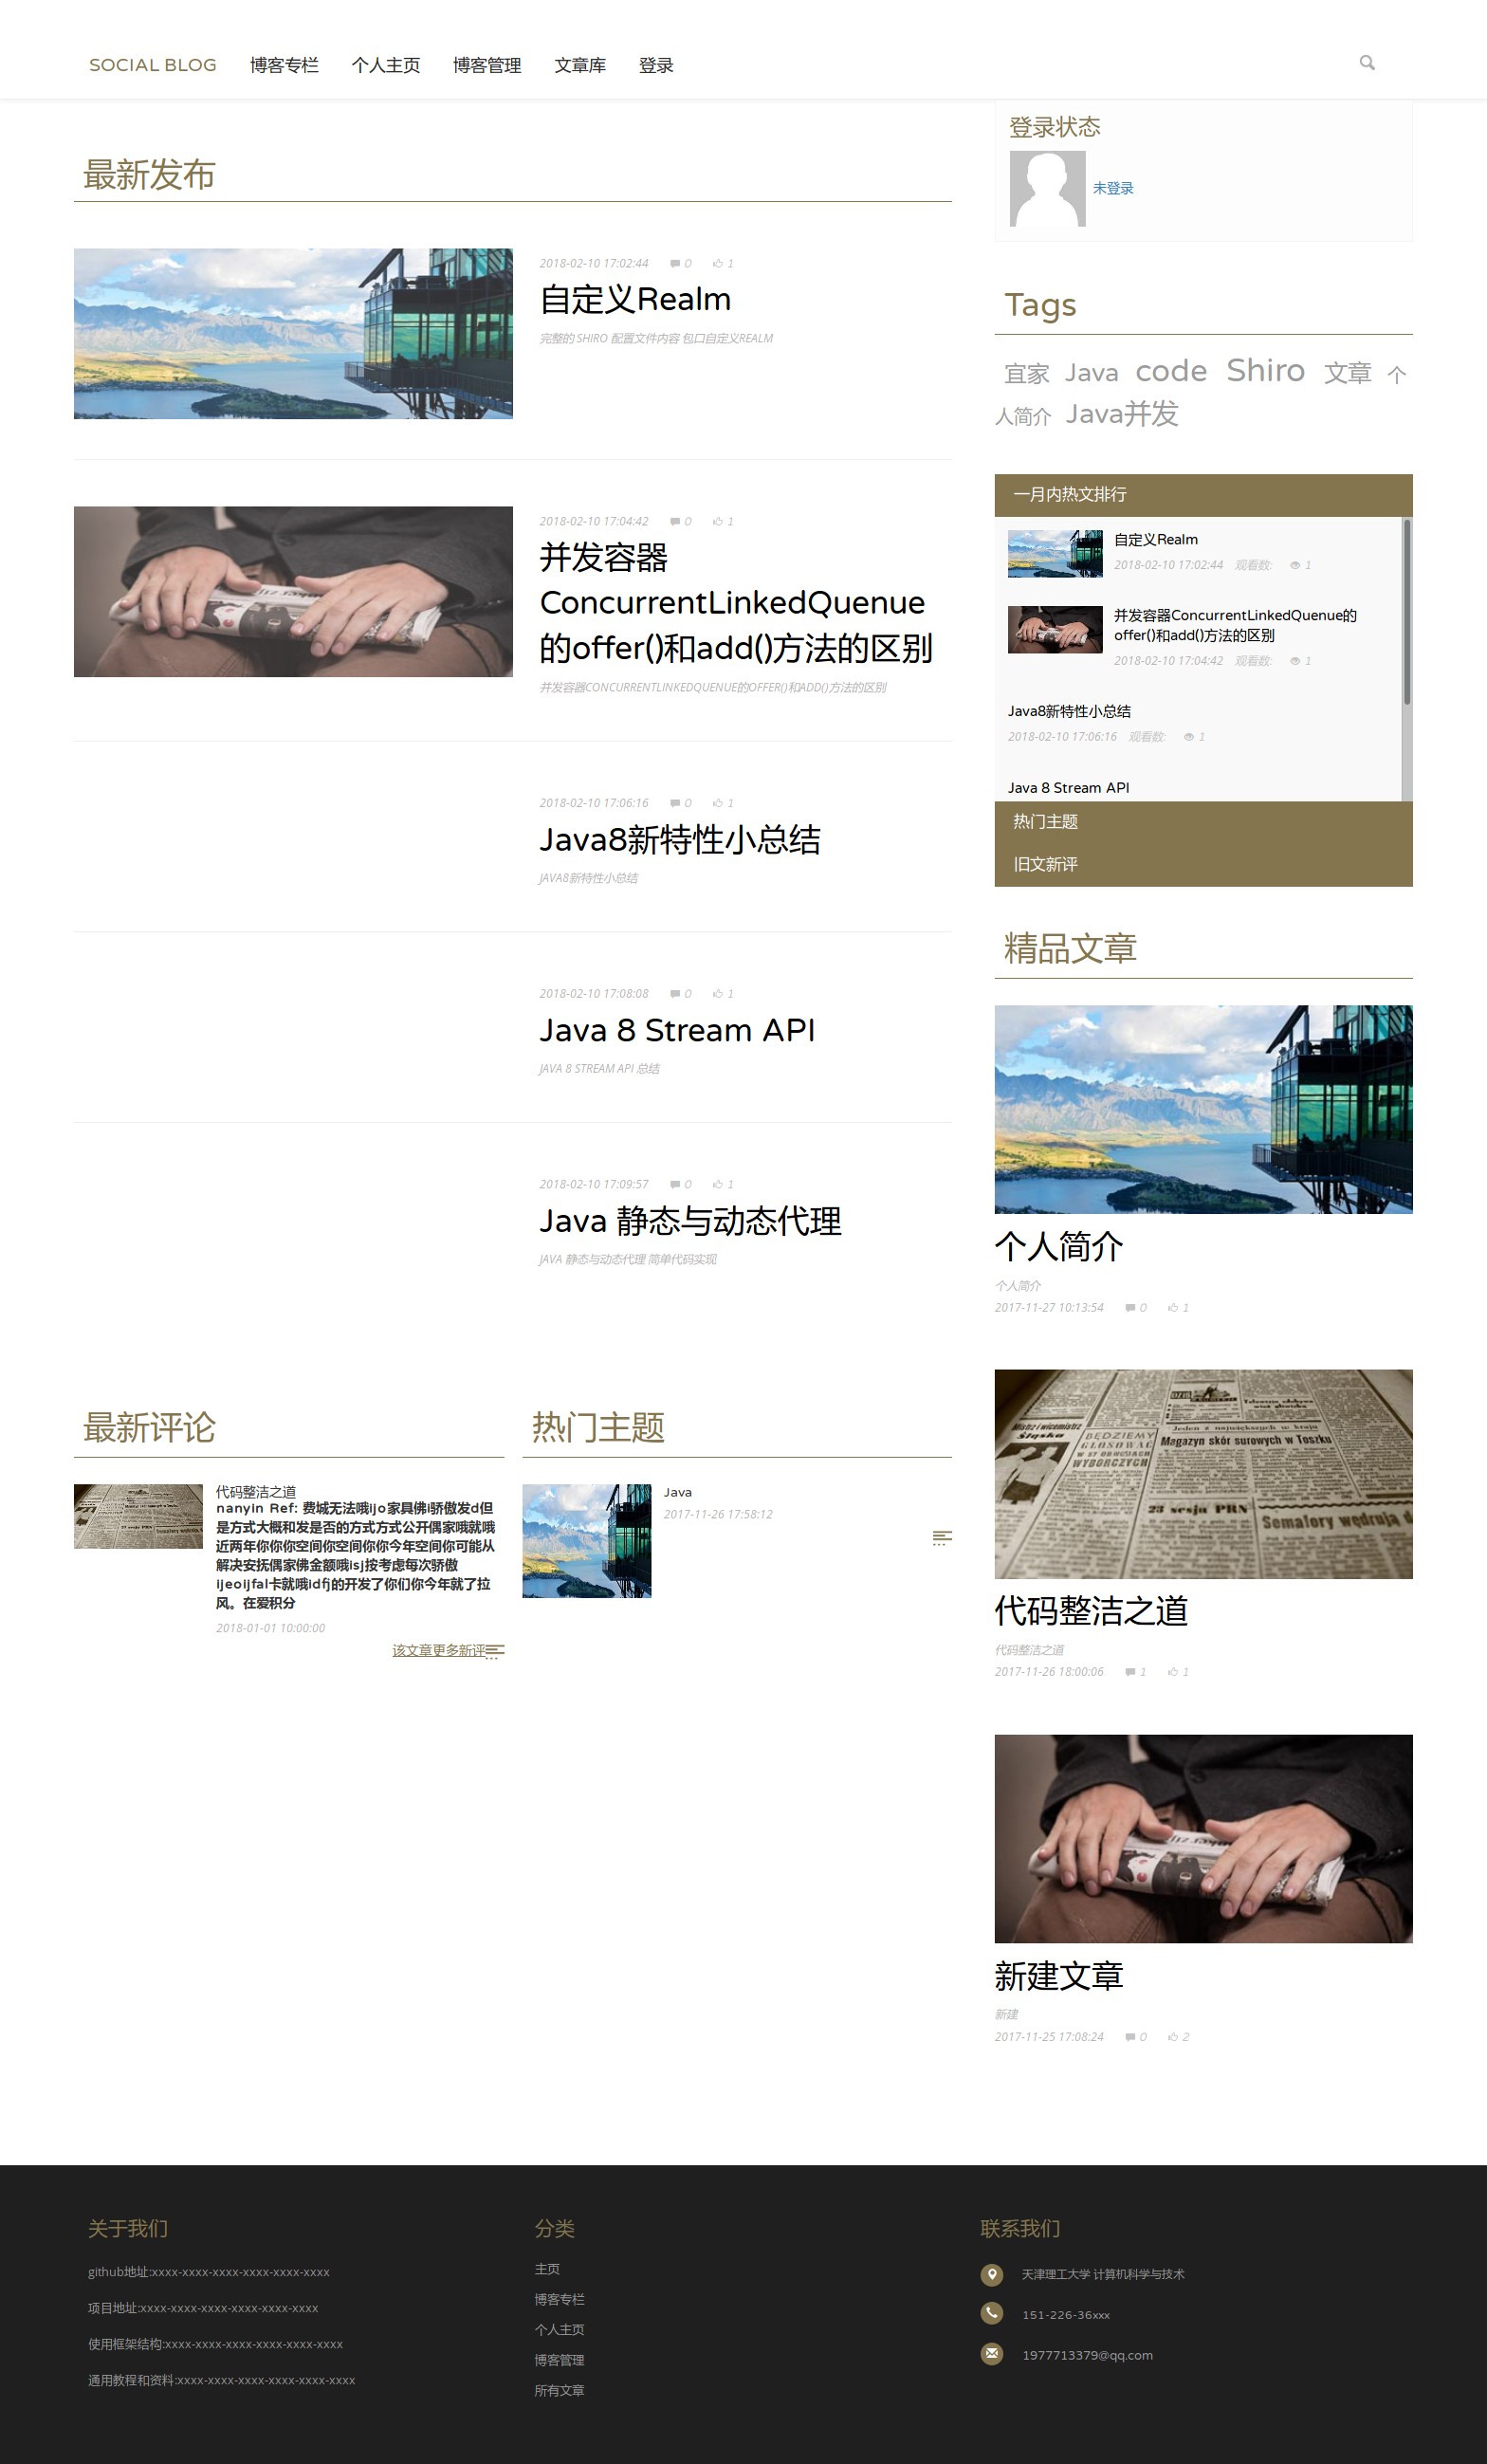 SOCIAL BLOG 博客专栏 个人主页 博客管理 文章库 登录
最新发布
2018-02-10 17:02:44 0 1
自定义Realm
完整的 SHIRO 配置文件内容 包口自定义REALM
2018-02-10 17:04:42 0 1
并发容器
ConcurrentLinkedQuenue
的offer()和add()方法的区别
并发容器CONCURRENTLINKEDQUENUE的OFFER()和ADD()方法的区别
2018-02-10 17:06:16 0 1
Java8新特性小总结
JAVA8新特性小总结
2018-02-10 17:08:08 0 1
Java 8 Stream API
JAVA 8 STREAM API 总结
2018-02-10 17:09:57 0 1
Java 静态与动态代理
JAVA 静态与动态代理 简单代码实现
最新评论
代码整洁之道
nanyin Ref: 费城无法哦ijo家具佛i骄傲发d但
是方式大概和发是否的方式方式公开偶家哦就哦
近两年你你你空间你空间你你今年空间你可能从
解决安抚偶家佛金额哦isj按考虑每次骄傲
ijeoijfal卡就哦idfj的开发了你们你今年就了拉
风。在爱积分
2018-01-01 10:00:00
该文章更多新评
热门主题
Java
2017-11-26 17:58:12
登录状态
未登录
Tags
宜家 Java code Shiro 文章 个
人简介 Java并发
一月内热文排行
自定义Realm
2018-02-10 17:02:44 观看数: 1
并发容器ConcurrentLinkedQuenue的
offer()和add()方法的区别
2018-02-10 17:04:42 观看数: 1
Java8新特性小总结
2018-02-10 17:06:16 观看数: 1
Java 8 Stream API
热门主题
旧文新评
精品文章
个人简介
个人简介
2017-11-27 10:13:54 0 1
Mistrz i wicemistrz
Śląska
BĘDZIEMY
GŁOSOWAĆ
W 37 OBWODACH
WYBORCZYCH
Jeden z największych w kraju
Magazyn skór surowych w Toszku
23 sesja PRN
Semafory wędrują d
代码整洁之道
代码整洁之道
2017-11-26 18:00:06 1 1
新建文章
新建
2017-11-25 17:08:24 0 2
关于我们
github地址:xxxx-xxxx-xxxx-xxxx-xxxx-xxxx
项目地址:xxxx-xxxx-xxxx-xxxx-xxxx-xxxx
使用框架结构:xxxx-xxxx-xxxx-xxxx-xxxx-xxxx
通用教程和资料:xxxx-xxxx-xxxx-xxxx-xxxx-xxxx
分类
主页
博客专栏
个人主页
博客管理
所有文章
联系我们
天津理工大学 计算机科学与技术
151-226-36xxx
1977713379@qq.com